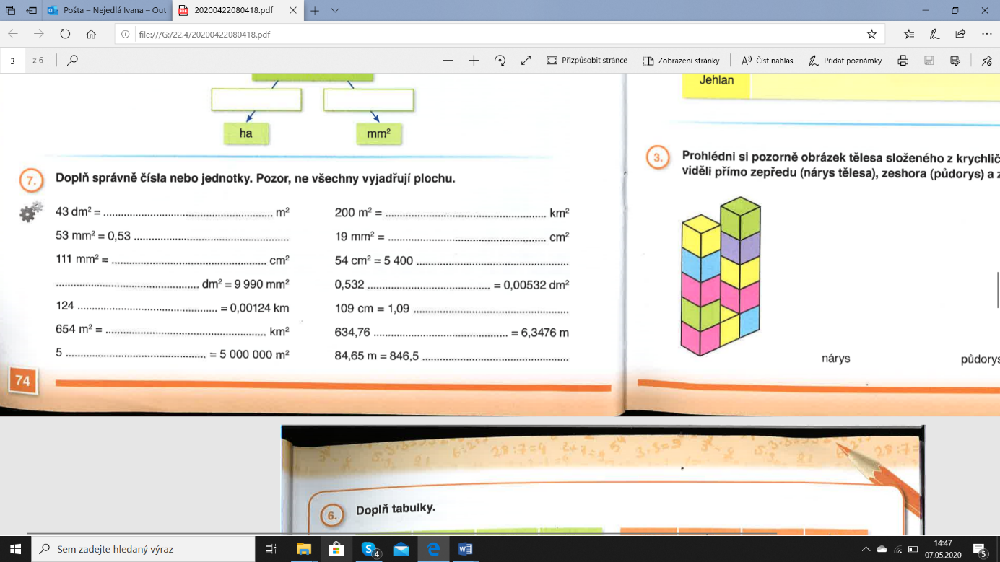 Pošta – Nejedlá Ivana – Out
20200422080418.pdf
file:///G:/22.4/20200422080418.pdf
3 z 6
Přizpůsobit stránce
Zobrazení stránky
Číst nahlas
Přidat poznámky
ha
mm²
Jehlan
7. Doplň správně čísla nebo jednotky. Pozor, ne všechny vyjadřují plochu.
43 dm² = ........ m²
53 mm² = 0,53 ........
111 mm² = ........ cm²
........ dm² = 9 990 mm²
124 ........ = 0,00124 km
654 m² = ........ km²
5 ........ = 5 000 000 m²
200 m² = ........ km²
19 mm² = ........ cm²
54 cm² = 5 400 ........
0,532 ........ = 0,00532 dm²
109 cm = 1,09 ........
634,76 ........ = 6,3476 m
84,65 m = 846,5 ........
74
3. Prohlédni si pozorně obrázek tělesa složeného z krychlič
viděli přímo zepředu (nárys tělesa), zeshora (půdorys) a z
nárys
půdorys
28:7=
6. Doplň tabulky.
Sem zadejte hledaný výraz
4
14:47
07.05.2020
5